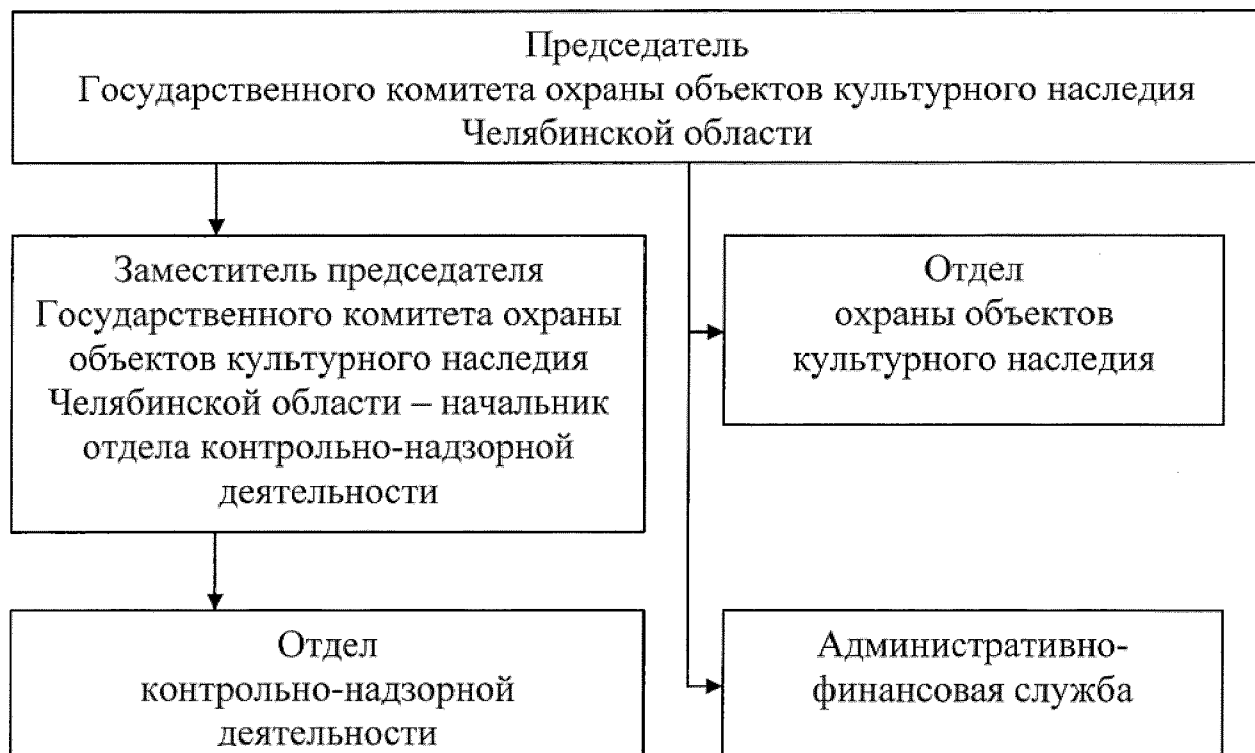 Председатель
Государственного комитета охраны объектов культурного наследия
Челябинской области
Заместитель председателя
Государственного комитета охраны
объектов культурного наследия
Челябинской области – начальник
отдела контрольно-надзорной
деятельности
Отдел
охраны объектов
культурного наследия
Отдел
контрольно-надзорной
деятельности
Административно-
финансовая служба